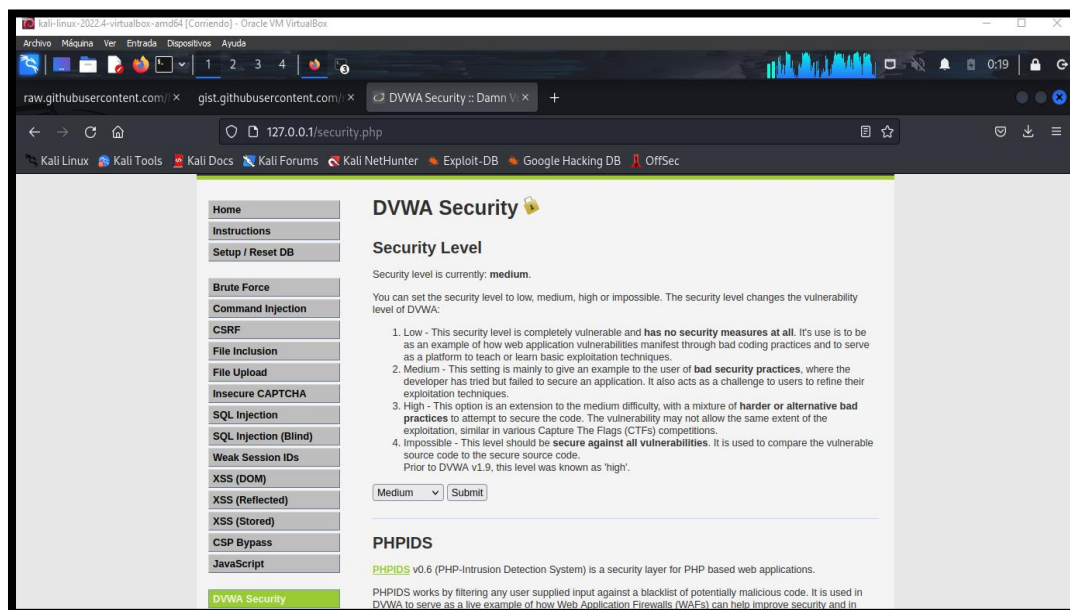 kali-linux-2022.4-virtualbox-amd64 [Corriendo] - Oracle VM VirtualBox
Archivo Máquina Ver Entrada Dispositivos Ayuda
1 2 3 4 0:19
raw.githubusercontent.com/ gist.githubusercontent.com/ DVWA Security :: Damn V
127.0.0.1/security.php
Kali Linux Kali Tools Kali Docs Kali Forums Kali NetHunter Exploit-DB Google Hacking DB OffSec
Home
Instructions
Setup / Reset DB
Brute Force
Command Injection
CSRF
File Inclusion
File Upload
Insecure CAPTCHA
SQL Injection
SQL Injection (Blind)
Weak Session IDs
XSS (DOM)
XSS (Reflected)
XSS (Stored)
CSP Bypass
JavaScript
DVWA Security
DVWA Security
Security Level
Security level is currently: medium.
You can set the security level to low, medium, high or impossible. The security level changes the vulnerability
level of DVWA:
1. Low - This security level is completely vulnerable and has no security measures at all. It's use is to be
as an example of how web application vulnerabilities manifest through bad coding practices and to serve
as a platform to teach or learn basic exploitation techniques.
2. Medium - This setting is mainly to give an example to the user of bad security practices, where the
developer has tried but failed to secure an application. It also acts as a challenge to users to refine their
exploitation techniques.
3. High - This option is an extension to the medium difficulty, with a mixture of harder or alternative bad
practices to attempt to secure the code. The vulnerability may not allow the same extent of the
exploitation, similar in various Capture The Flags (CTFs) competitions.
4. Impossible - This level should be secure against all vulnerabilities. It is used to compare the vulnerable
source code to the secure source code.
Prior to DVWA v1.9, this level was known as 'high'.
Medium Submit
PHPIDS
PHPIDS v0.6 (PHP-Intrusion Detection System) is a security layer for PHP based web applications.
PHPIDS works by filtering any user supplied input against a blacklist of potentially malicious code. It is used in
DVWA to serve as a live example of how Web Application Firewalls (WAFs) can help improve security and in